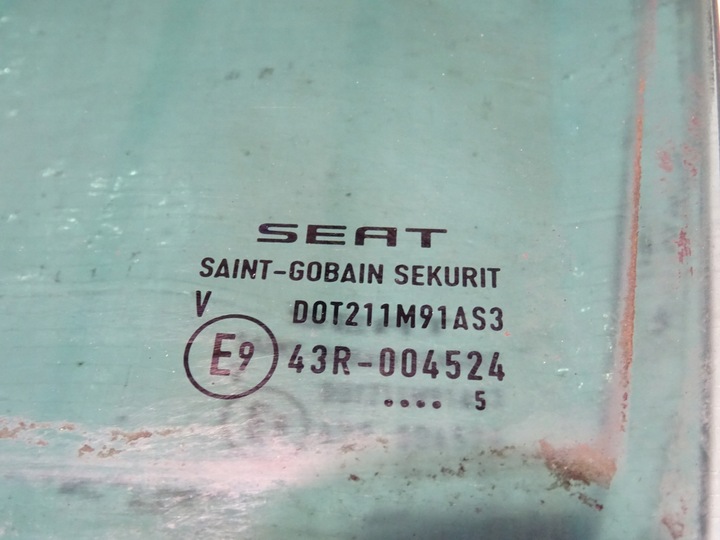 SEAT
SAINT-GOBAIN SEKURIT
V DOT211M91AS3
E9 43R-004524
.... 5